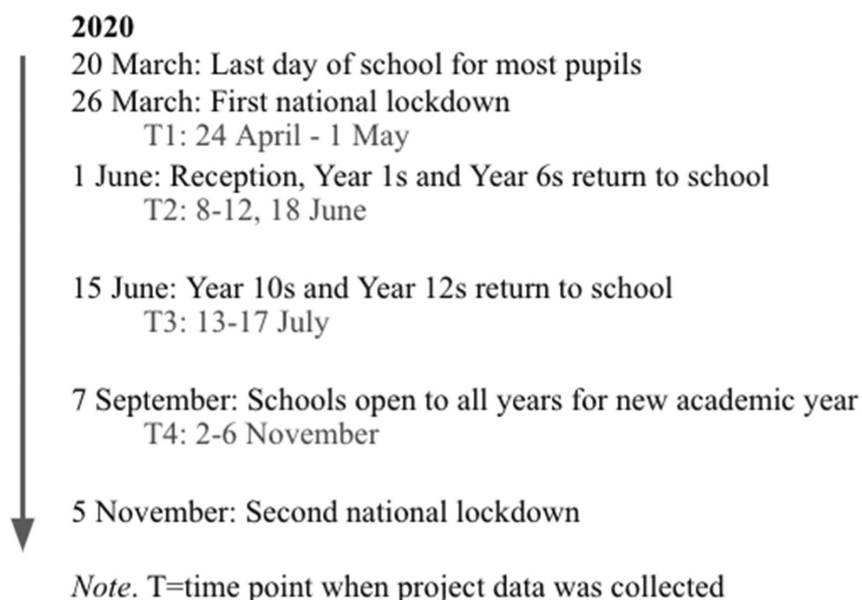 2020
20 March: Last day of school for most pupils
26 March: First national lockdown
T1: 24 April - 1 May
1 June: Reception, Year 1s and Year 6s return to school
T2: 8-12, 18 June
15 June: Year 10s and Year 12s return to school
T3: 13-17 July
7 September: Schools open to all years for new academic year
T4: 2-6 November
5 November: Second national lockdown
Note. T=time point when project data was collected